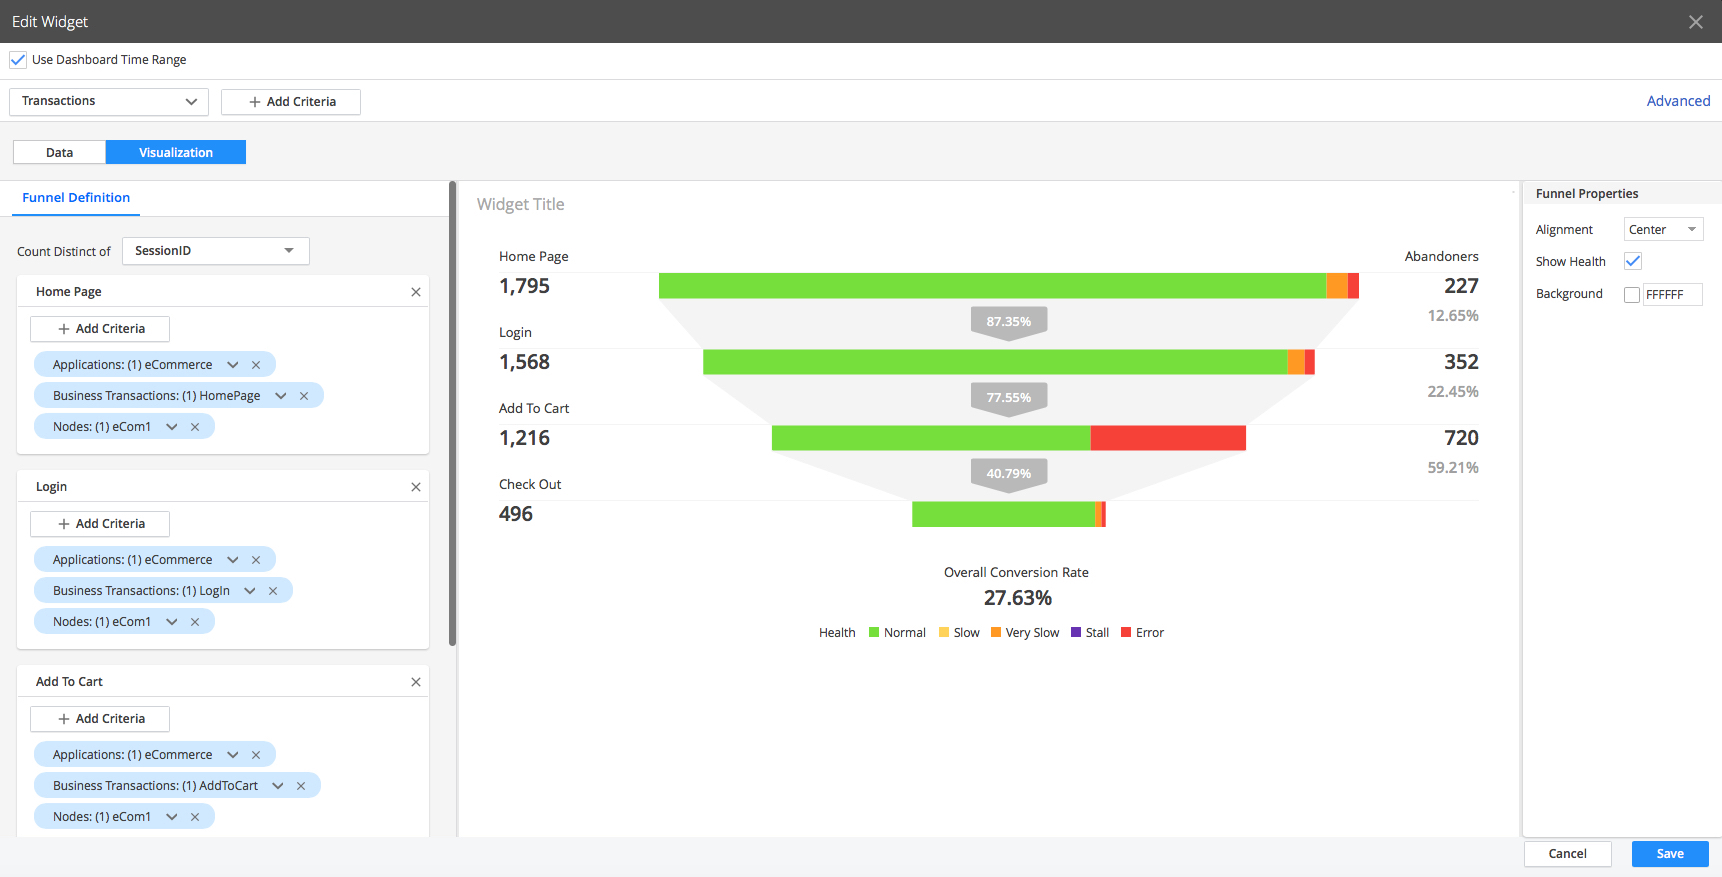 Edit Widget
Use Dashboard Time Range
Transactions
Add Criteria
Advanced
Data
Visualization
Funnel Definition
Count Distinct of
SessionID
Home Page
Add Criteria
Applications: (1) eCommerce
Business Transactions: (1) HomePage
Nodes: (1) eCom1
Login
Add Criteria
Applications: (1) eCommerce
Business Transactions: (1) LogIn
Nodes: (1) eCom1
Add To Cart
Add Criteria
Applications: (1) eCommerce
Business Transactions: (1) AddToCart
Nodes: (1) eCom1
Widget Title
Home Page
Abandoners
1,795
227
87.35%
12.65%
Login
1,568
352
77.55%
22.45%
Add To Cart
1,216
720
40.79%
59.21%
Check Out
496
Overall Conversion Rate
27.63%
Health
Normal
Slow
Very Slow
Stall
Error
Funnel Properties
Alignment
Center
Show Health
Background
FFFFFF
Cancel
Save